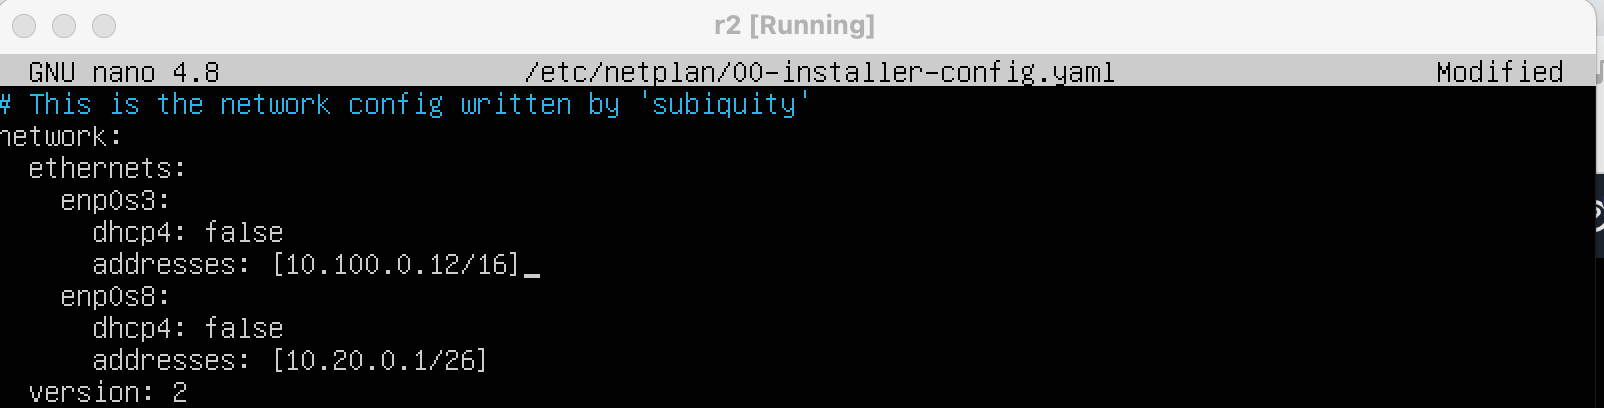 r2 [Running]
GNU nano 4.8 /etc/netplan/00-installer-config.yaml Modified
# This is the network config written by 'subiquity'
network:
  ethernets:
    enp0s3:
      dhcp4: false
      addresses: [10.100.0.12/16]
    enp0s8:
      dhcp4: false
      addresses: [10.20.0.1/26]
  version: 2